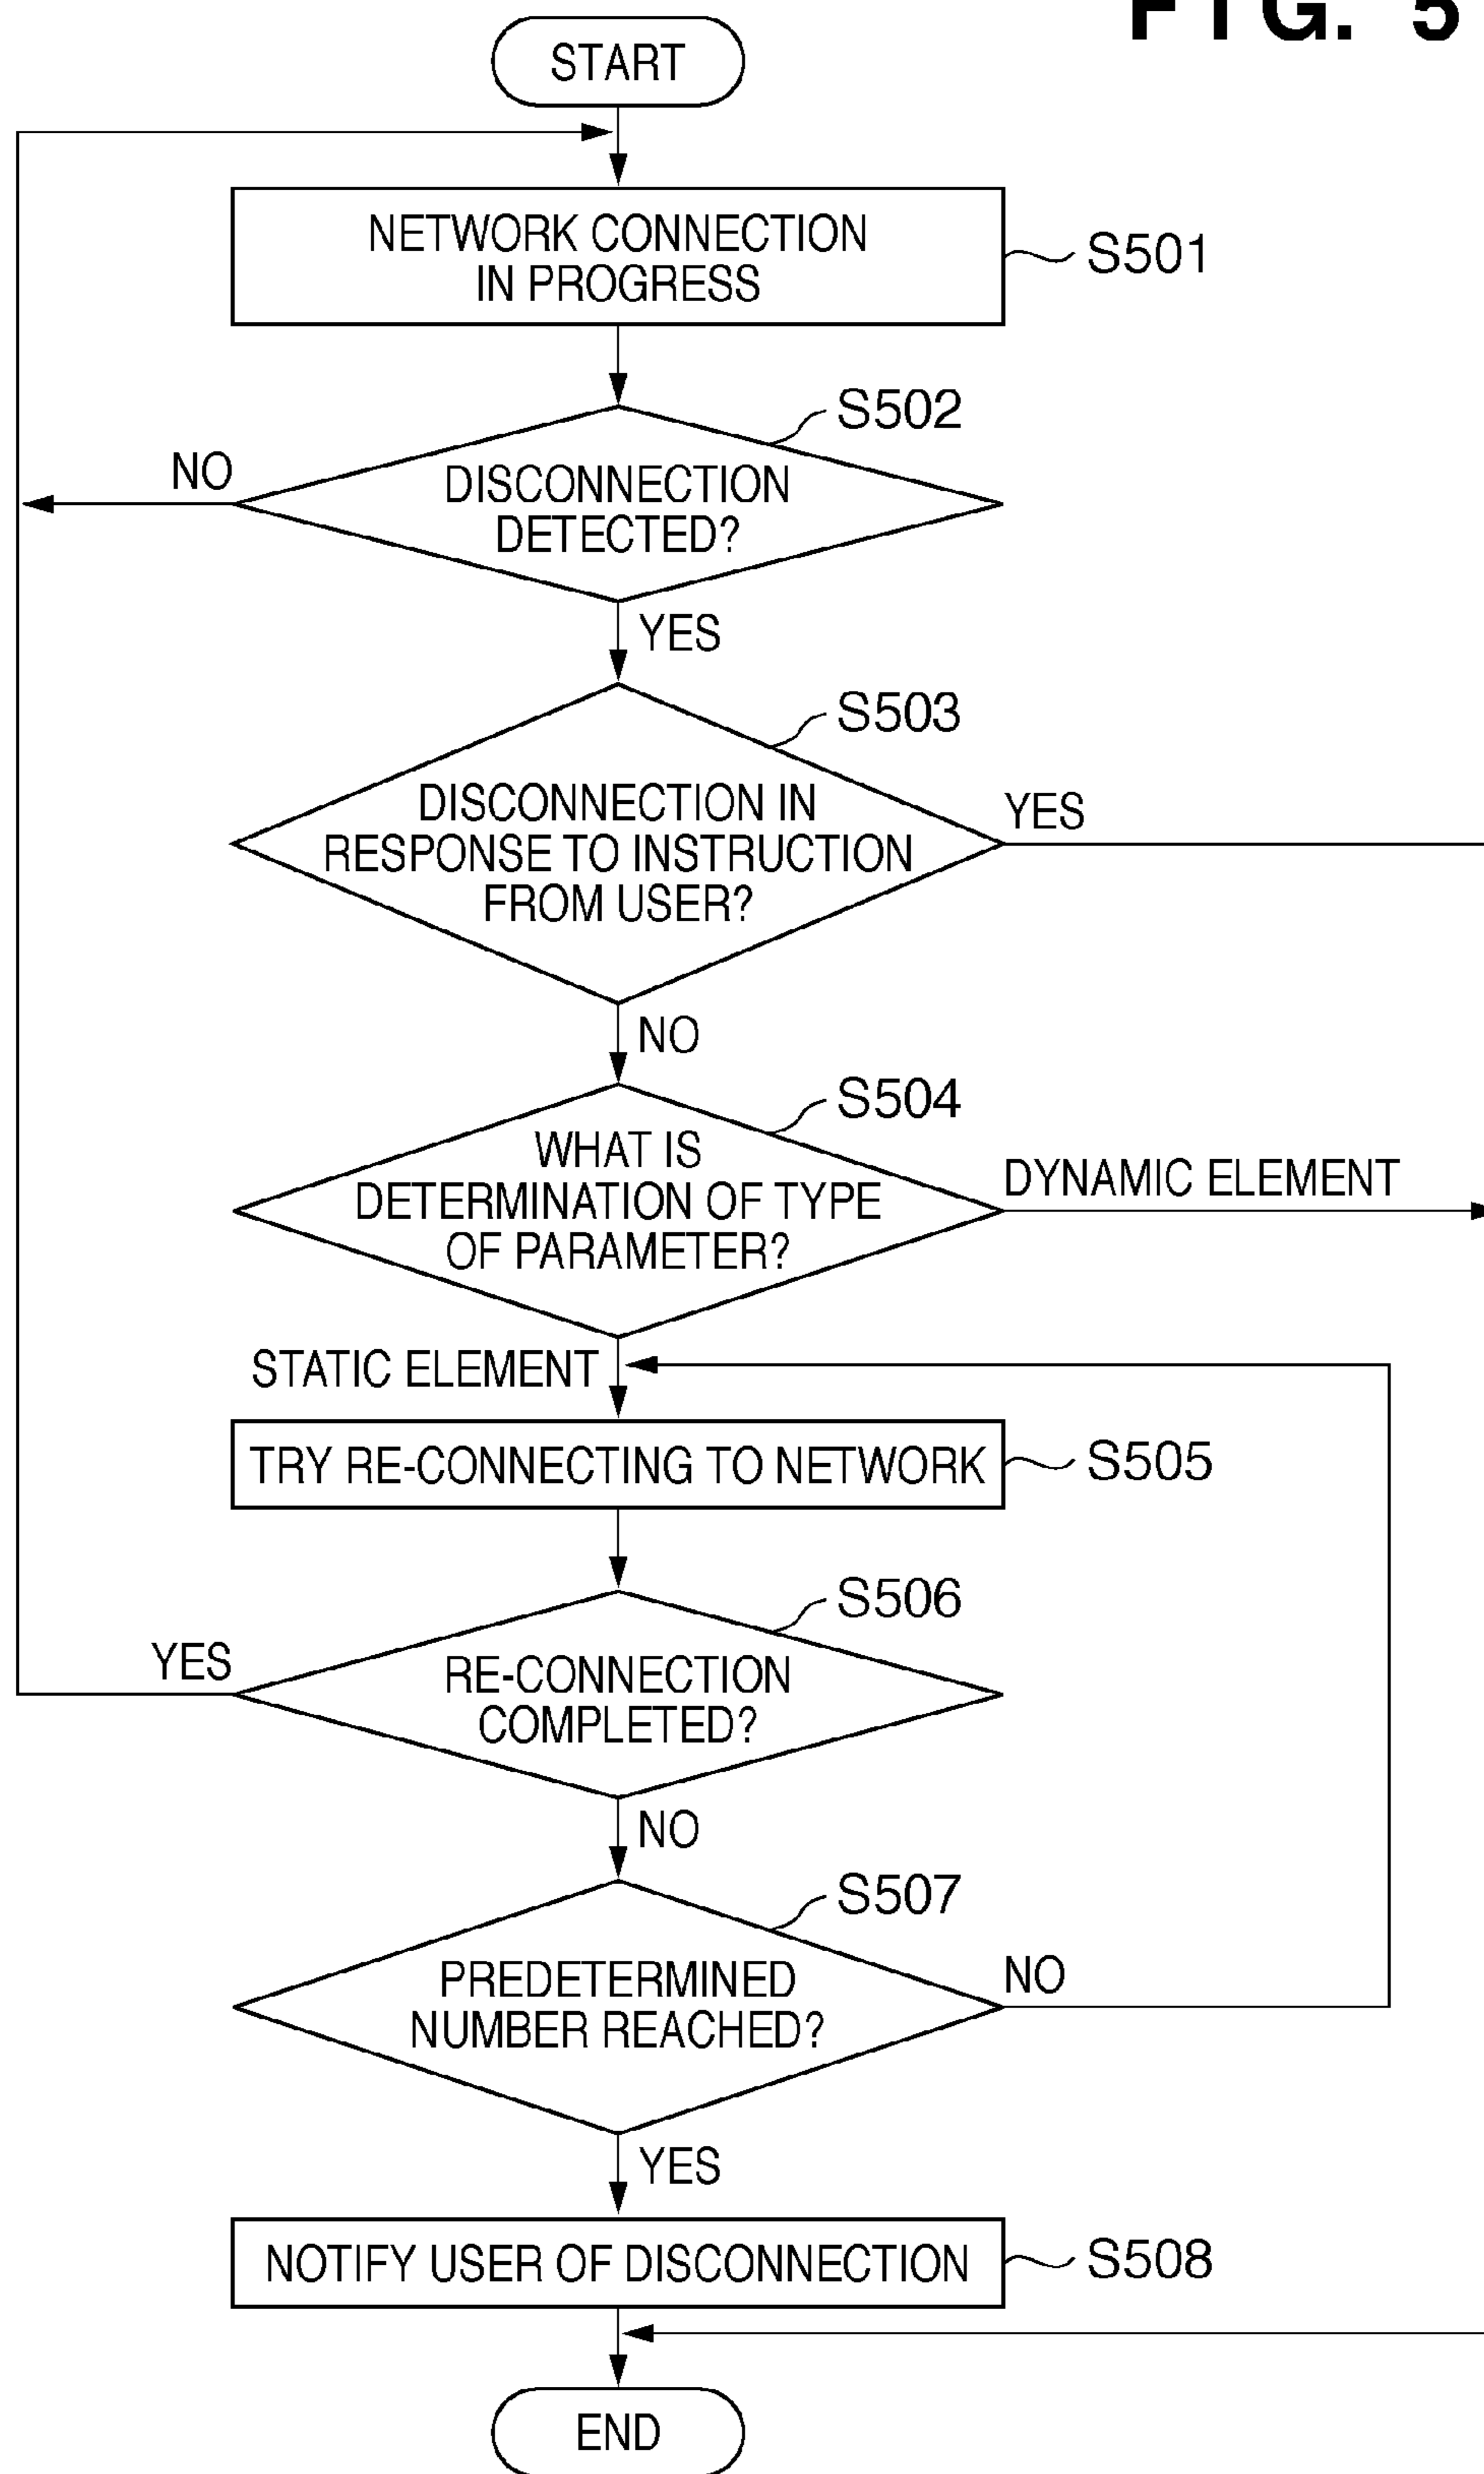 FIG. 5
START
NETWORK CONNECTION
IN PROGRESS
S501
S502
NO
DISCONNECTION
DETECTED?
YES
S503
DISCONNECTION IN
RESPONSE TO INSTRUCTION
FROM USER?
YES
NO
S504
WHAT IS
DETERMINATION OF TYPE
OF PARAMETER?
DYNAMIC ELEMENT
STATIC ELEMENT
TRY RE-CONNECTING TO NETWORK
S505
S506
YES
RE-CONNECTION
COMPLETED?
NO
S507
PREDETERMINED
NUMBER REACHED?
NO
YES
NOTIFY USER OF DISCONNECTION
S508
END